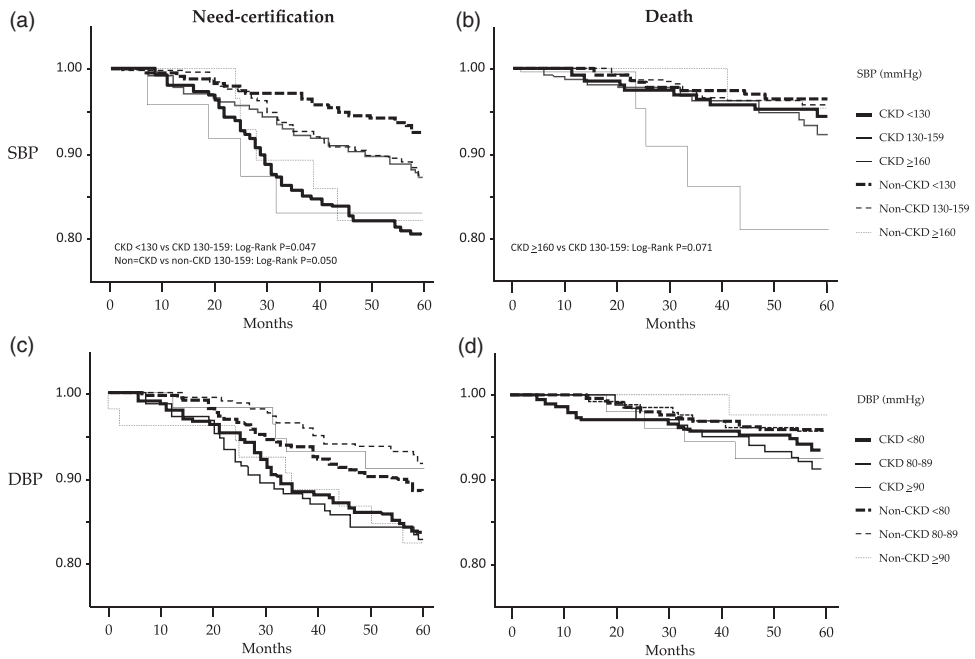 Need-certification
Death
(a)
(b)
1.00
0.90
0.80
SBP
CKD <130 vs CKD 130-159: Log-Rank P=0.047
Non=CKD vs non-CKD 130-159: Log-Rank P=0.050
0 10 20 30 40 50 60
Months
1.00
0.90
0.80
CKD ≥160 vs CKD 130-159: Log-Rank P=0.071
0 10 20 30 40 50 60
Months
SBP (mmHg)
CKD <130
CKD 130-159
CKD ≥160
Non-CKD <130
Non-CKD 130-159
Non-CKD ≥160
(c)
(d)
1.00
0.90
0.80
DBP
0 10 20 30 40 50 60
Months
1.00
0.90
0.80
0 10 20 30 40 50 60
Months
DBP (mmHg)
CKD <80
CKD 80-89
CKD ≥90
Non-CKD <80
Non-CKD 80-89
Non-CKD ≥90